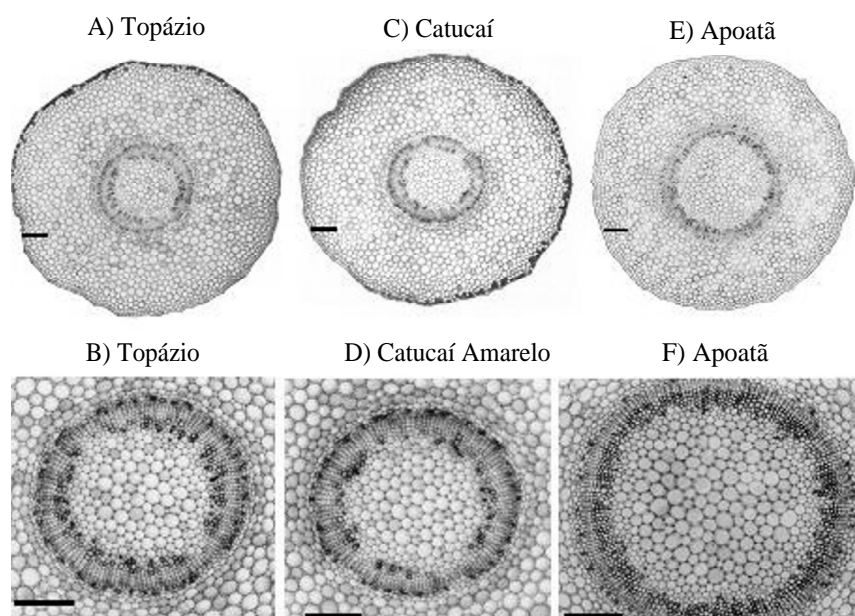 A) Topázio
C) Catucaí
E) Apoatã
B) Topázio
D) Catucaí Amarelo
F) Apoatã